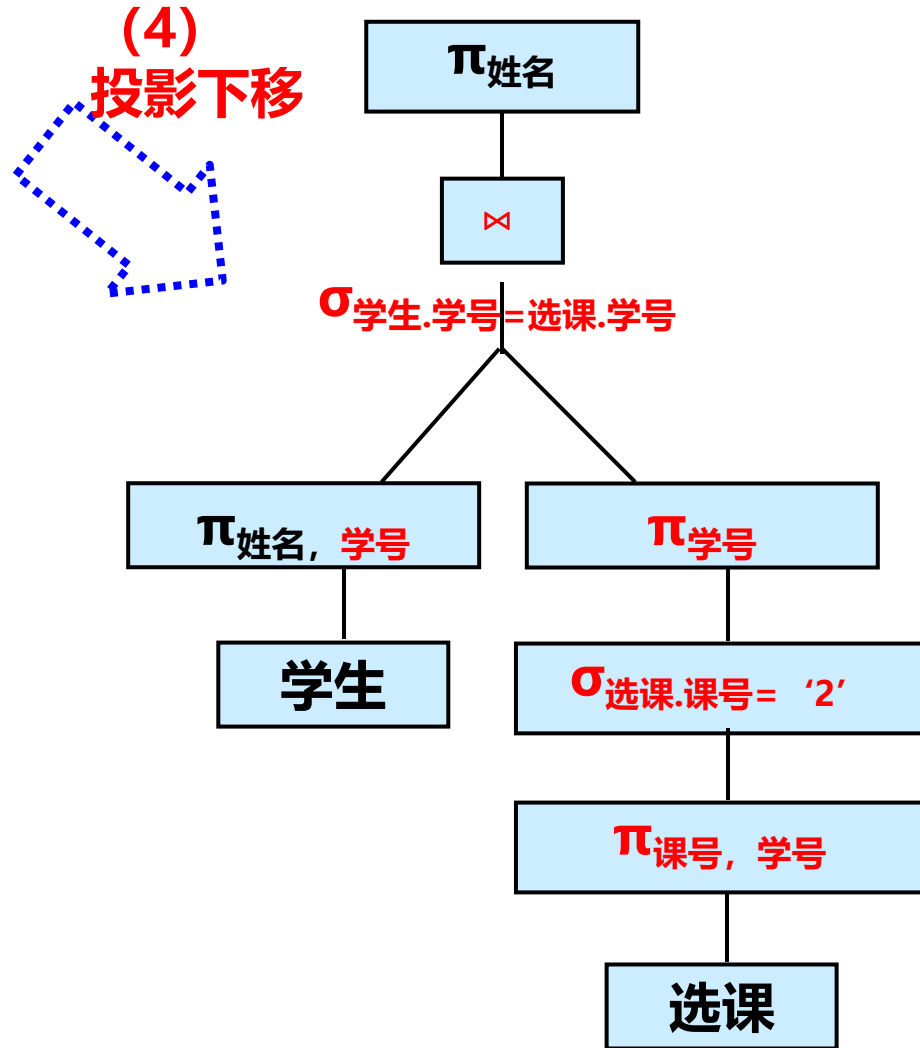 (4)
投影下移
π姓名
⋈
σ学生.学号=选课.学号
π姓名，学号
π学号
学生
σ选课.课号=‘2’
π课号，学号
选课